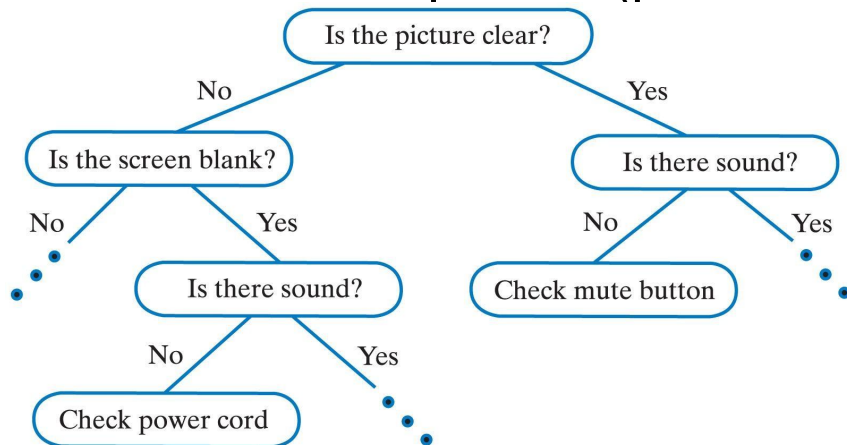 Is the picture clear?
No
Yes
Is the screen blank?
Is there sound?
No
Yes
No
Yes
Is there sound?
Check mute button
No
Yes
Check power cord